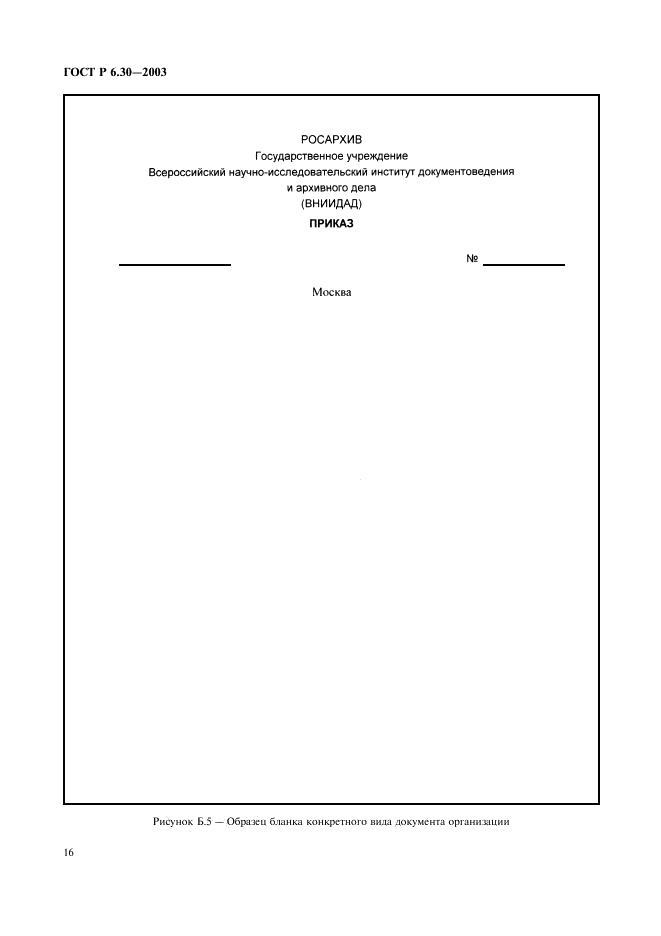 ГОСТ Р 6.30—2003
РОСАРХИВ
Государственное учреждение
Всероссийский научно-исследовательский институт документоведения
и архивного дела
(ВНИИДАД)
ПРИКАЗ
№
Москва
Рисунок Б.5 — Образец бланка конкретного вида документа организации
16